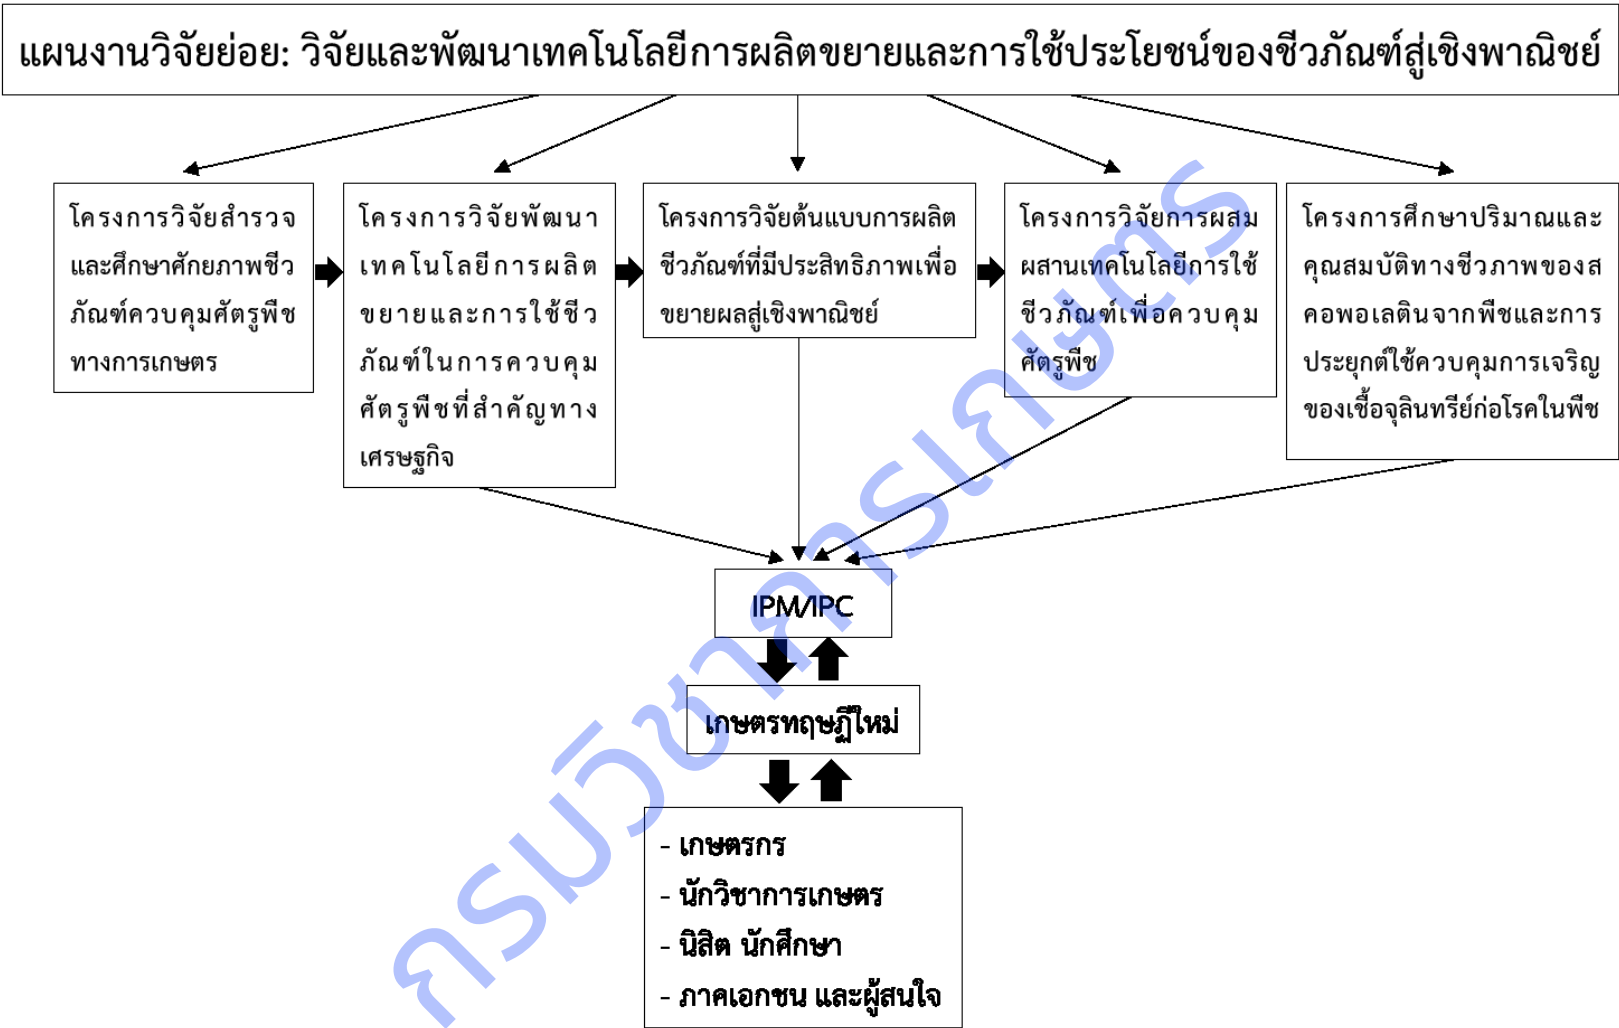 แผนงานวิจัยย่อย: วิจัยและพัฒนาเทคโนโลยีการผลิตขยายและการใช้ประโยชน์ของชีวภัณฑ์สู่เชิงพาณิชย์
โครงการวิจัยสำรวจ
และศึกษาศักยภาพชีว
ภัณฑ์ควบคุมศัตรูพืช
ทางการเกษตร
โครงการวิจัยพัฒนา
เทคโนโลยีการผลิต
ขยายและการใช้ชีว
ภัณฑ์ในการควบคุม
ศัตรูพืชที่สำคัญทาง
เศรษฐกิจ
โครงการวิจัยต้นแบบการผลิต
ชีวภัณฑ์ที่มีประสิทธิภาพเพื่อ
ขยายผลสู่เชิงพาณิชย์
โครงการวิจัยการผสม
ผสานเทคโนโลยีการใช้
ชีวภัณฑ์เพื่อควบคุม
ศัตรูพืช
โครงการศึกษาปริมาณและ
คุณสมบัติทางชีวภาพของส
คอพอเลตินจากพืชและการ
ประยุกต์ใช้ควบคุมการเจริญ
ของเชื้อจุลินทรีย์ก่อโรคในพืช
IPM/IPC
เกษตรทฤษฎีใหม่
- เกษตรกร
- นักวิชาการเกษตร
- นิสิต นักศึกษา
- ภาคเอกชน และผู้สนใจ
กรมวิชาการเกษตร